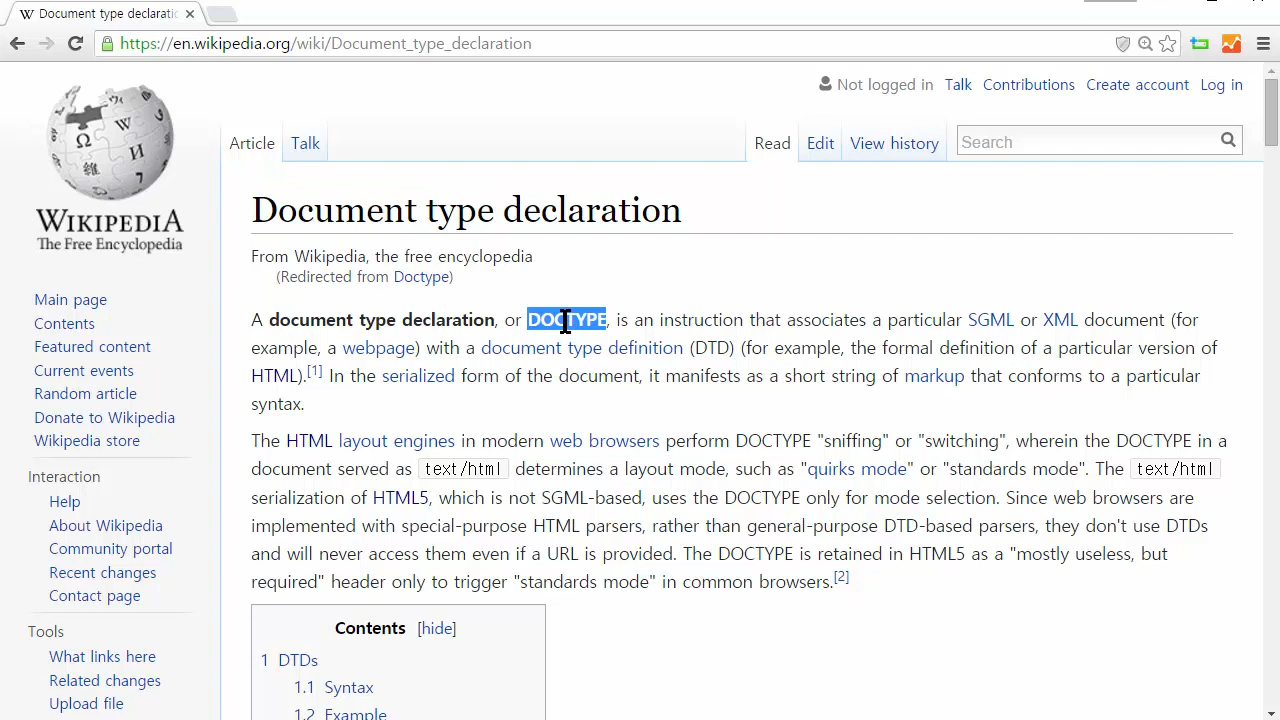 Document type declaratic
https://en.wikipedia.org/wiki/Document_type_declaration
Not logged in Talk Contributions Create account Log in
Article Talk Read Edit View history Search
WIKIPEDIA
The Free Encyclopedia
Main page
Contents
Featured content
Current events
Random article
Donate to Wikipedia
Wikipedia store
Interaction
Help
About Wikipedia
Community portal
Recent changes
Contact page
Tools
What links here
Related changes
Upload file
Document type declaration
From Wikipedia, the free encyclopedia
(Redirected from Doctype)
A document type declaration, or DOCTYPE, is an instruction that associates a particular SGML or XML document (for
example, a webpage) with a document type definition (DTD) (for example, the formal definition of a particular version of
HTML).[1] In the serialized form of the document, it manifests as a short string of markup that conforms to a particular
syntax.
The HTML layout engines in modern web browsers perform DOCTYPE "sniffing" or "switching", wherein the DOCTYPE in a
document served as text/html determines a layout mode, such as "quirks mode" or "standards mode". The text/html
serialization of HTML5, which is not SGML-based, uses the DOCTYPE only for mode selection. Since web browsers are
implemented with special-purpose HTML parsers, rather than general-purpose DTD-based parsers, they don't use DTDs
and will never access them even if a URL is provided. The DOCTYPE is retained in HTML5 as a "mostly useless, but
required" header only to trigger "standards mode" in common browsers.[2]
Contents [hide]
1 DTDs
1.1 Syntax
1.2 Example